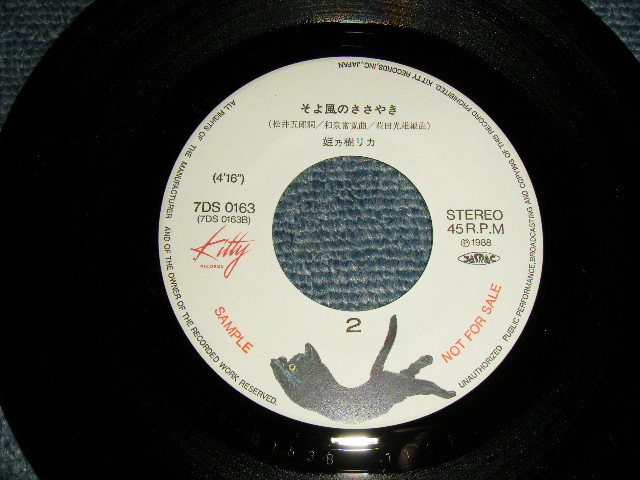 そよ風のささやき
(松井五郎詞／和泉常寛曲／萩田光雄編曲)
姫乃樹リカ
(4'16")
7DS 0163
(7DS 0163B)
Kitty
RECORDS
STEREO
45 R.P.M
Ⓟ1988
JASRAC
SAMPLE
2
NOT FOR SALE
ALL RIGHTS OF THE MANUFACTURER AND OF THE OWNER OF THE RECORDED WORK RESERVED.
UNAUTHORIZED PUBLIC PERFORMANCE, BROADCASTING AND COPYING OF THIS RECORD PROHIBITED. KITTY RECORDS, INC., JAPAN